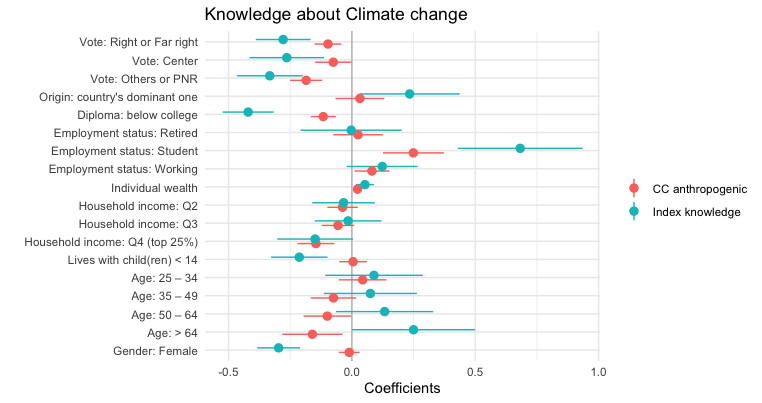 Knowledge about Climate change
Vote: Right or Far right
Vote: Center
Vote: Others or PNR
Origin: country's dominant one
Diploma: below college
Employment status: Retired
Employment status: Student
Employment status: Working
Individual wealth
Household income: Q2
Household income: Q3
Household income: Q4 (top 25%)
Lives with child(ren) < 14
Age: 25 – 34
Age: 35 – 49
Age: 50 – 64
Age: > 64
Gender: Female
-0.5 0.0 0.5 1.0
Coefficients
CC anthropogenic
Index knowledge